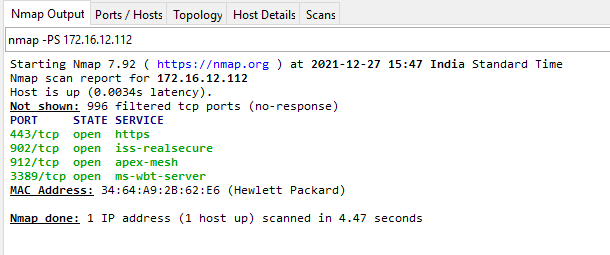 Nmap Output Ports / Hosts Topology Host Details Scans
nmap -PS 172.16.12.112
Starting Nmap 7.92 ( https://nmap.org ) at 2021-12-27 15:47 India Standard Time
Nmap scan report for 172.16.12.112
Host is up (0.0034s latency).
Not shown: 996 filtered tcp ports (no-response)
PORT     STATE SERVICE
443/tcp  open  https
902/tcp  open  iss-realsecure
912/tcp  open  apex-mesh
3389/tcp open  ms-wbt-server
MAC Address: 34:64:A9:2B:62:E6 (Hewlett Packard)
Nmap done: 1 IP address (1 host up) scanned in 4.47 seconds